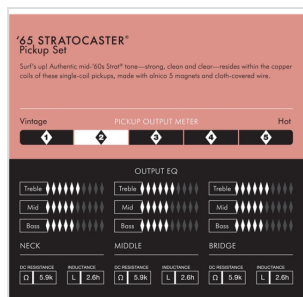 '65 STRATOCASTER®
Pickup Set
Surf's up! Authentic mid-'60s Strat® tone—strong, clean and clear—resides within the copper
coils of these single-coil pickups, made with alnico 5 magnets and cloth-covered wire.
Vintage PICKUP OUTPUT METER Hot
1 2 3 4 5
OUTPUT EQ
Treble Treble Treble
Mid Mid Mid
Bass Bass Bass
NECK MIDDLE BRIDGE
DC RESISTANCE INDUCTANCE DC RESISTANCE INDUCTANCE DC RESISTANCE INDUCTANCE
Ω 5.9k L 2.6h Ω 5.9k L 2.6h Ω 5.9k L 2.6h